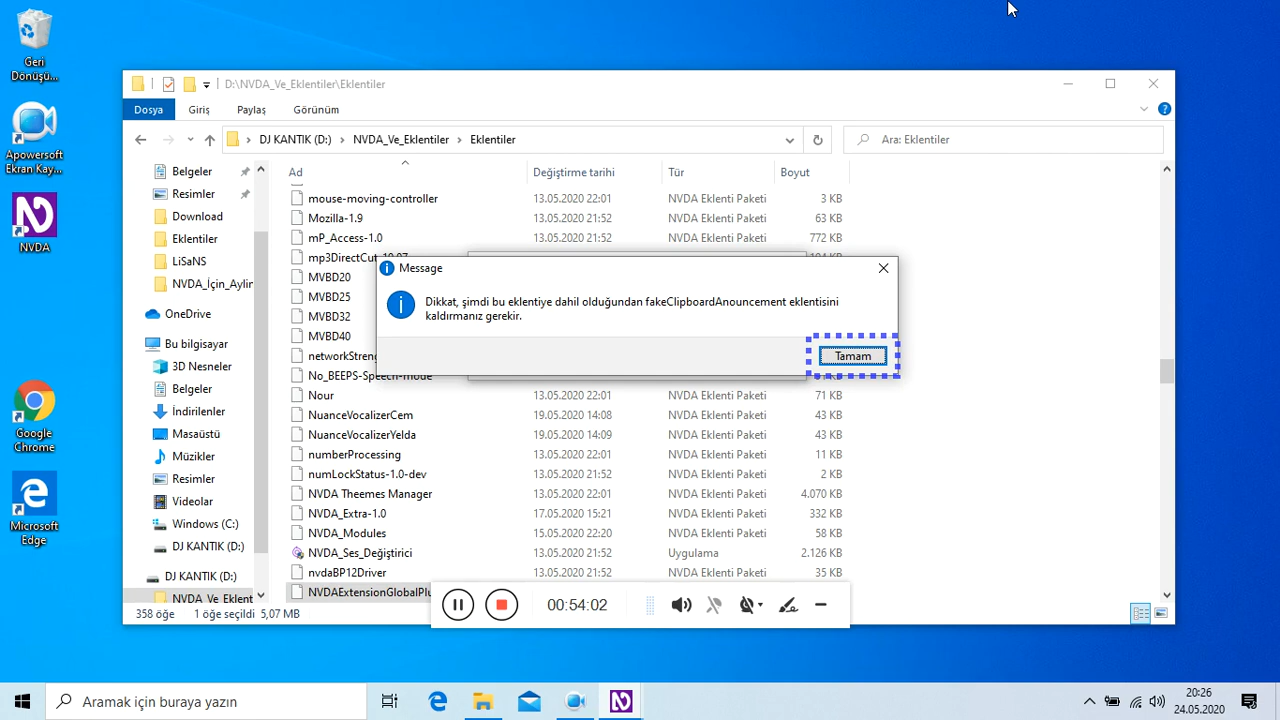 Geri
Dönüşü...
Apowersoft
Ekran Kay...
NVDA
Google
Chrome
Microsoft
Edge
D:\NVDA_Ve_Eklentiler\Eklentiler
Dosya Giriş Paylaş Görünüm
DJ KANTIK (D:) NVDA_Ve_Eklentiler Eklentiler
Ara: Eklentiler
Belgeler
Resimler
Download
Eklentiler
LiSaNS
NVDA_İçin_Aylin
OneDrive
Bu bilgisayar
3D Nesneler
Belgeler
İndirilenler
Masaüstü
Müzikler
Resimler
Videolar
Windows (C:)
DJ KANTIK (D:)
DJ KANTIK (D:)
NVDA_Ve_Eklent
Ad Değiştirme tarihi Tür Boyut
mouse-moving-controller 13.05.2020 22:01 NVDA Eklenti Paketi 3 KB
Mozilla-1.9 13.05.2020 21:52 NVDA Eklenti Paketi 63 KB
mP_Access-1.0 13.05.2020 21:52 NVDA Eklenti Paketi 772 KB
MVBD20
MVBD25
MVBD32
MVBD40
Message
Dikkat, şimdi bu eklentiye dahil olduğundan fakeClipboardAnouncement eklentisini
kaldırmanız gerekir.
Tamam
No_BEEPS-Speech-mode
Nour 13.05.2020 22:01 NVDA Eklenti Paketi 71 KB
NuanceVocalizerCem 19.05.2020 14:08 NVDA Eklenti Paketi 43 KB
NuanceVocalizerYelda 19.05.2020 14:09 NVDA Eklenti Paketi 43 KB
numberProcessing 13.05.2020 22:01 NVDA Eklenti Paketi 11 KB
numLockStatus-1.0-dev 13.05.2020 21:52 NVDA Eklenti Paketi 2 KB
NVDA Theemes Manager 13.05.2020 22:01 NVDA Eklenti Paketi 4.070 KB
NVDA_Extra-1.0 17.05.2020 15:21 NVDA Eklenti Paketi 332 KB
NVDA_Modules 15.05.2020 22:20 NVDA Eklenti Paketi 58 KB
NVDA_Ses_Değiştirici 13.05.2020 21:52 Uygulama 2.126 KB
nvdaBP12Driver 13.05.2020 21:52 NVDA Eklenti Paketi 35 KB
NVDAExtensionGlobalPlu
358 öğe 1 öğe seçildi 5,07 MB
00:54:02
Aramak için buraya yazın
20:26
24.05.2020